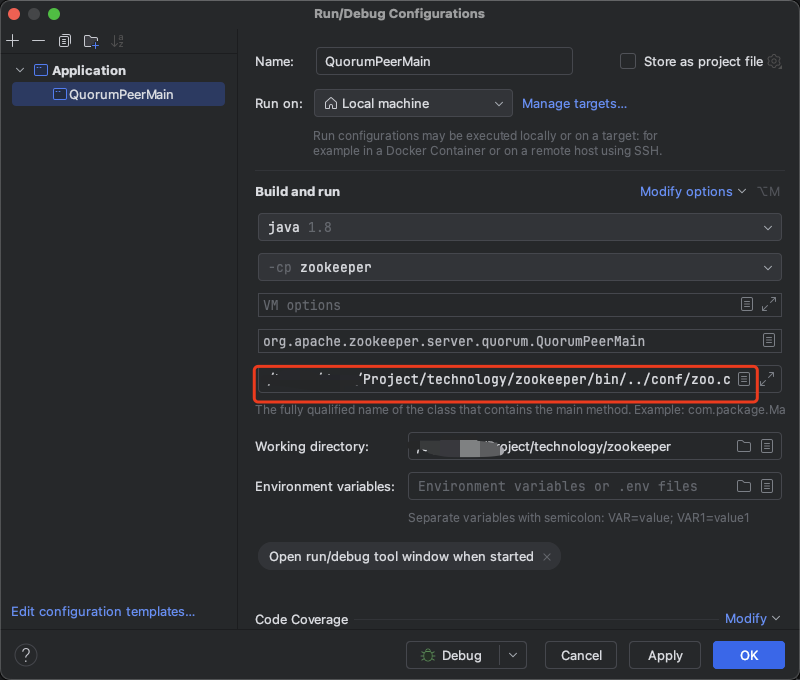 Run/Debug Configurations
Application
QuorumPeerMain
Edit configuration templates...
Name:
QuorumPeerMain
Store as project file
Run on:
Local machine
Manage targets...
Run configurations may be executed locally or on a target: for
example in a Docker Container or on a remote host using SSH.
Build and run
Modify options
⌥M
java 1.8
-cp zookeeper
VM options
org.apache.zookeeper.server.quorum.QuorumPeerMain
/Project/technology/zookeeper/bin/../conf/zoo.c
The fully qualified name of the class that contains the main method. Example: com.package.Ma
Working directory:
roject/technology/zookeeper
Environment variables:
Environment variables or .env files
Separate variables with semicolon: VAR=value; VAR1=value1
Open run/debug tool window when started ×
Code Coverage
Modify
?
Debug
Cancel
Apply
OK